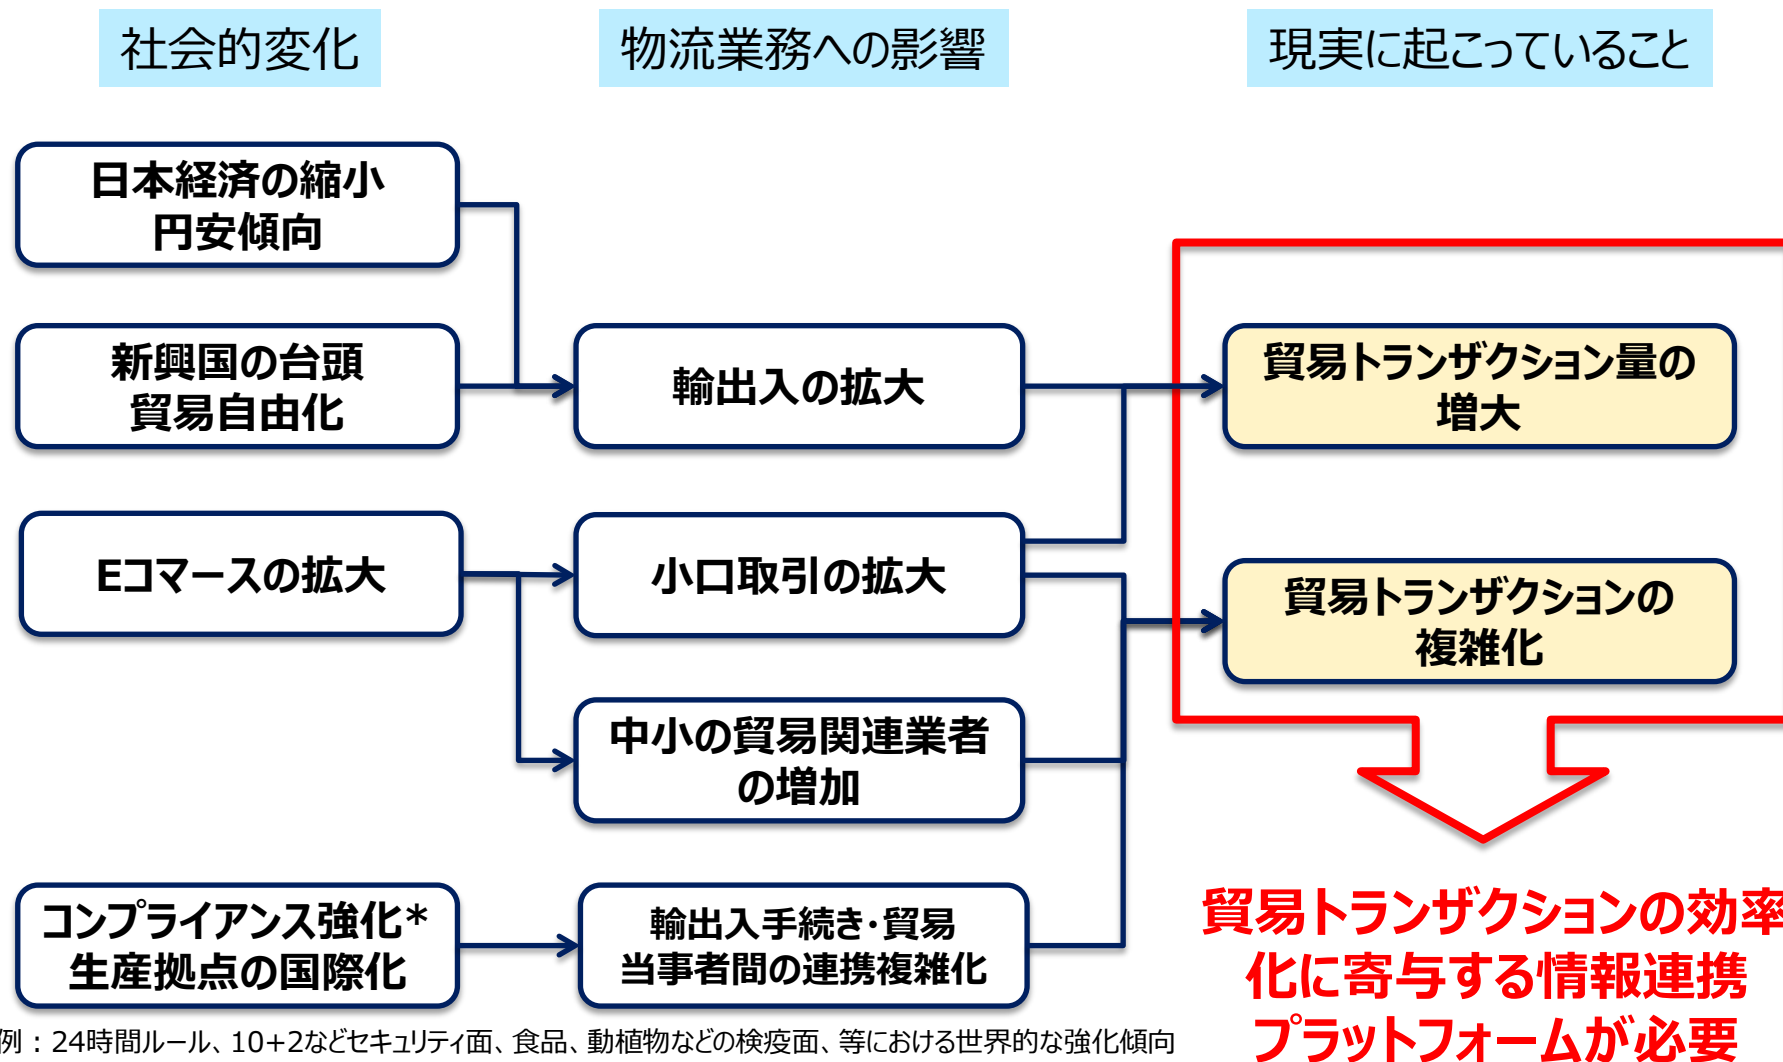 社会的変化
物流業務への影響
現実に起こっていること
日本経済の縮小
円安傾向
新興国の台頭
貿易自由化
輸出入の拡大
貿易トランザクション量の
増大
Eコマースの拡大
小口取引の拡大
貿易トランザクションの
複雑化
中小の貿易関連業者
の増加
コンプライアンス強化*
生産拠点の国際化
輸出入手続き・貿易
当事者間の連携複雑化
貿易トランザクションの効率
化に寄与する情報連携
プラットフォームが必要
例：24時間ルール、10+2などセキュリティ面、食品、動植物などの検疫面、等における世界的な強化傾向